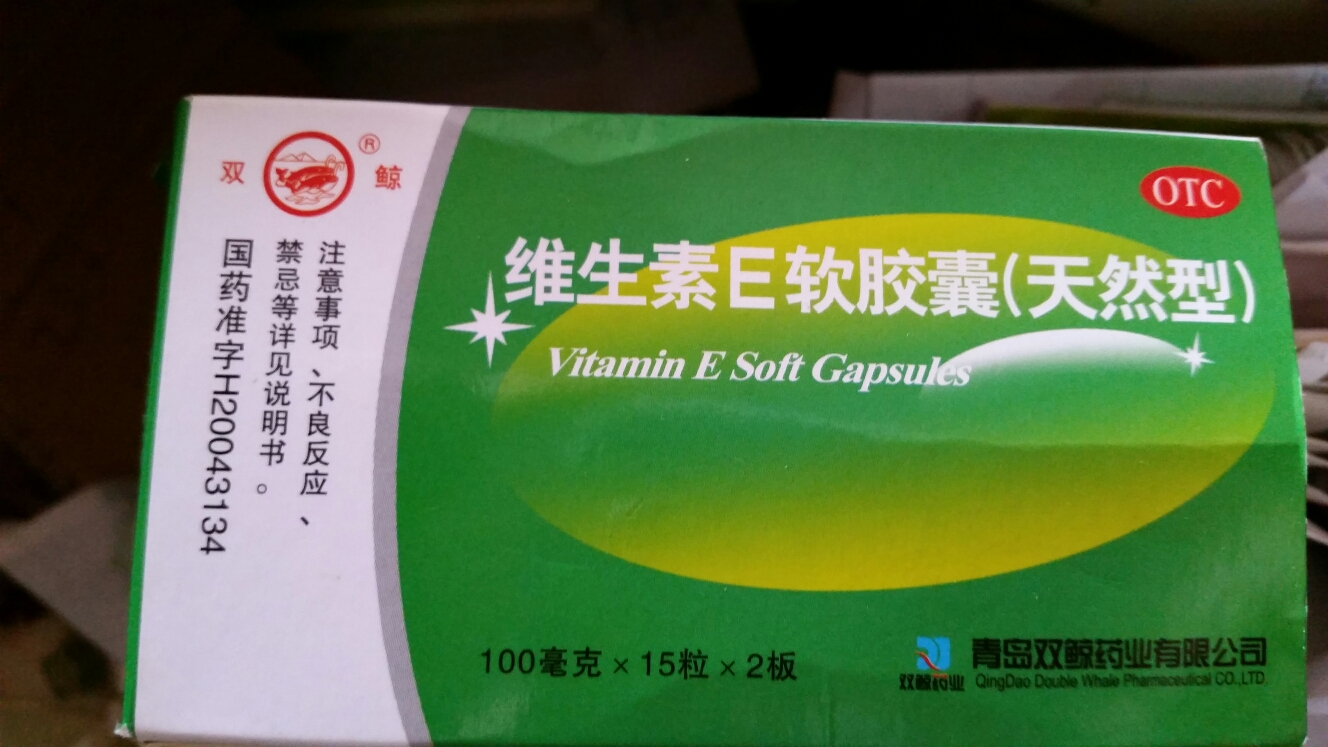 双鲸®
注意事项、不良反应、
禁忌等详见说明书。
国药准字H20043134
OTC
维生素E软胶囊(天然型)
Vitamin E Soft Gapsules
100毫克×15粒×2板
双鲸药业
青岛双鲸药业有限公司
QingDao Double Whale Pharmaceutical CO.,LTD.